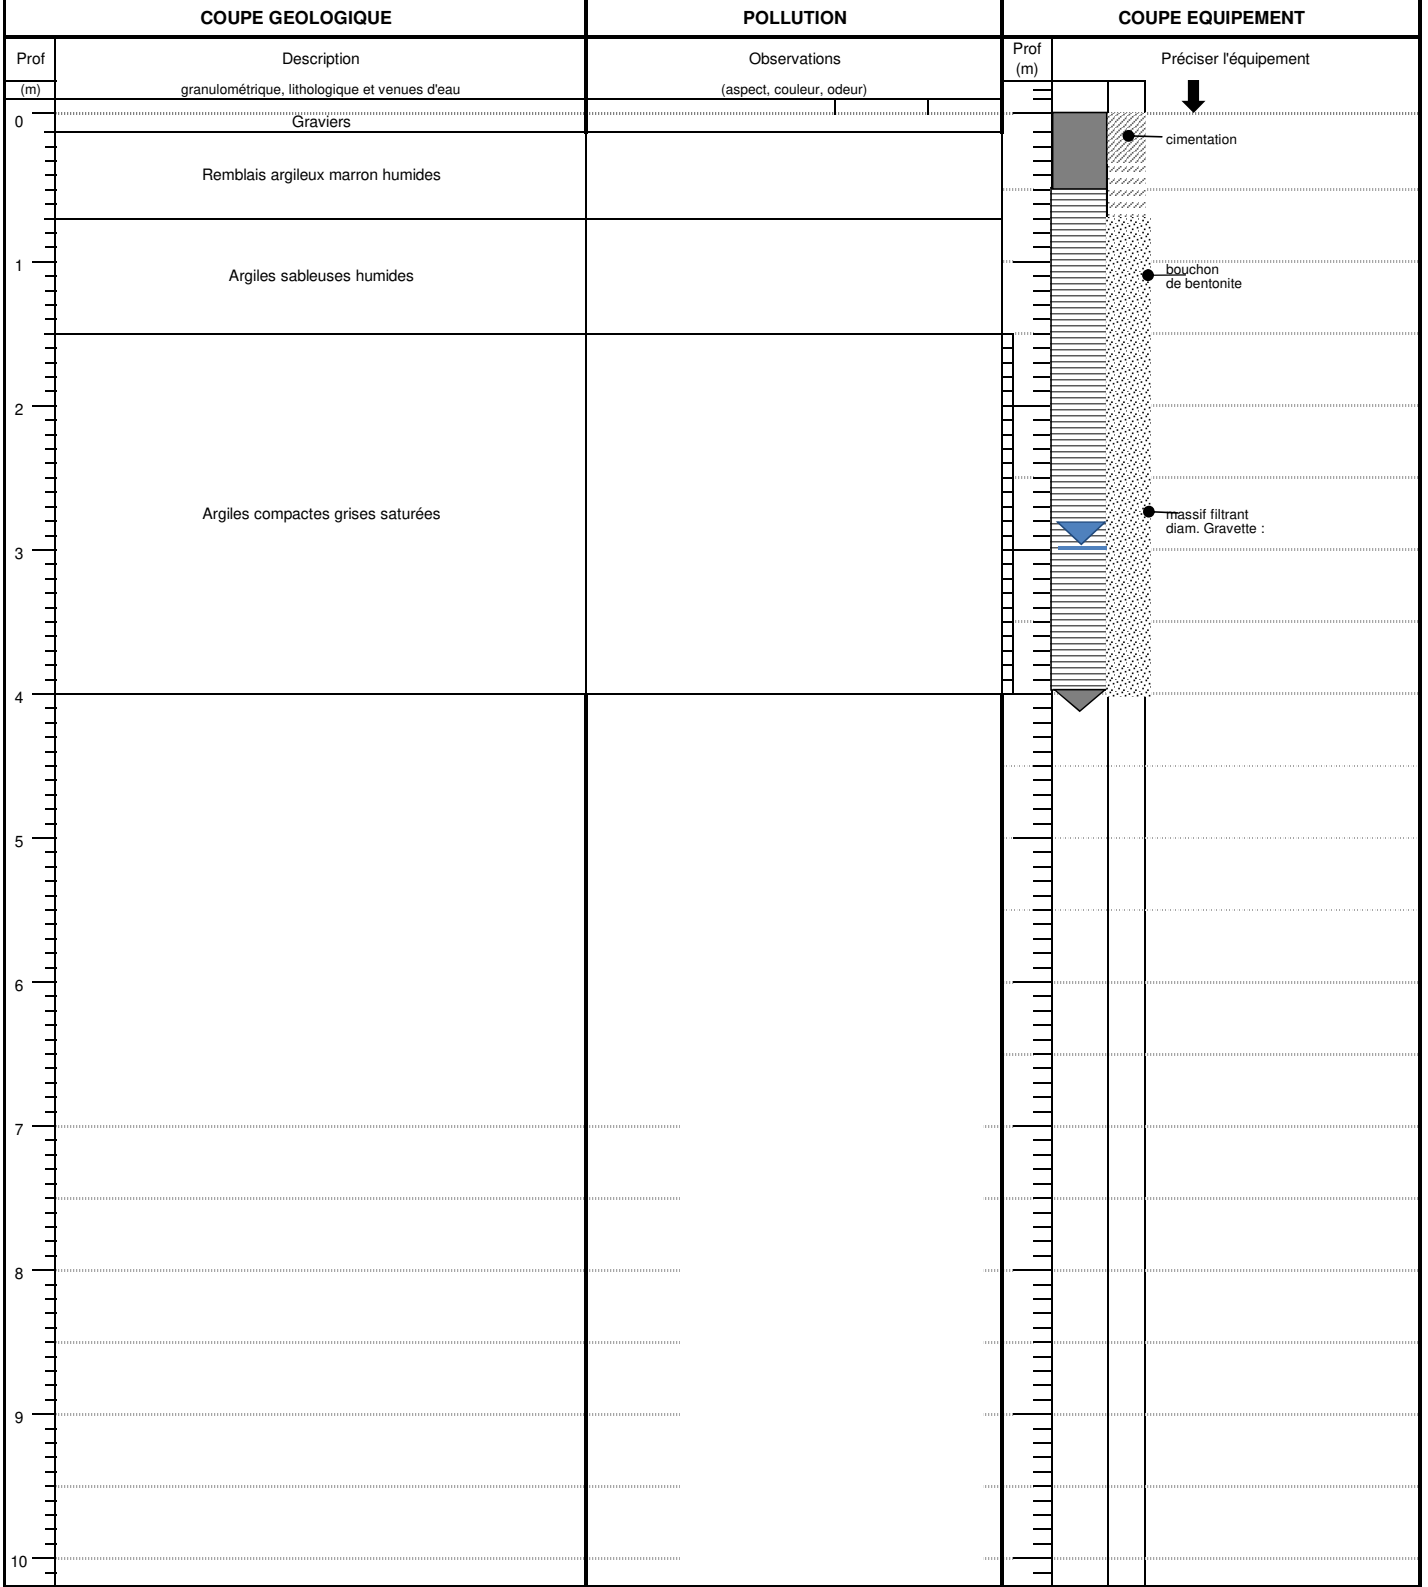 COUPE GEOLOGIQUE
POLLUTION
COUPE EQUIPEMENT
Prof
(m)
Description
granulométrique, lithologique et venues d'eau
Observations
(aspect, couleur, odeur)
Prof
(m)
Préciser l'équipement
0
Graviers
cimentation
Remblais argileux marron humides
1
Argiles sableuses humides
bouchon
de bentonite
2
Argiles compactes grises saturées
massif filtrant
diam. Gravette :
3
4
5
6
7
8
9
10